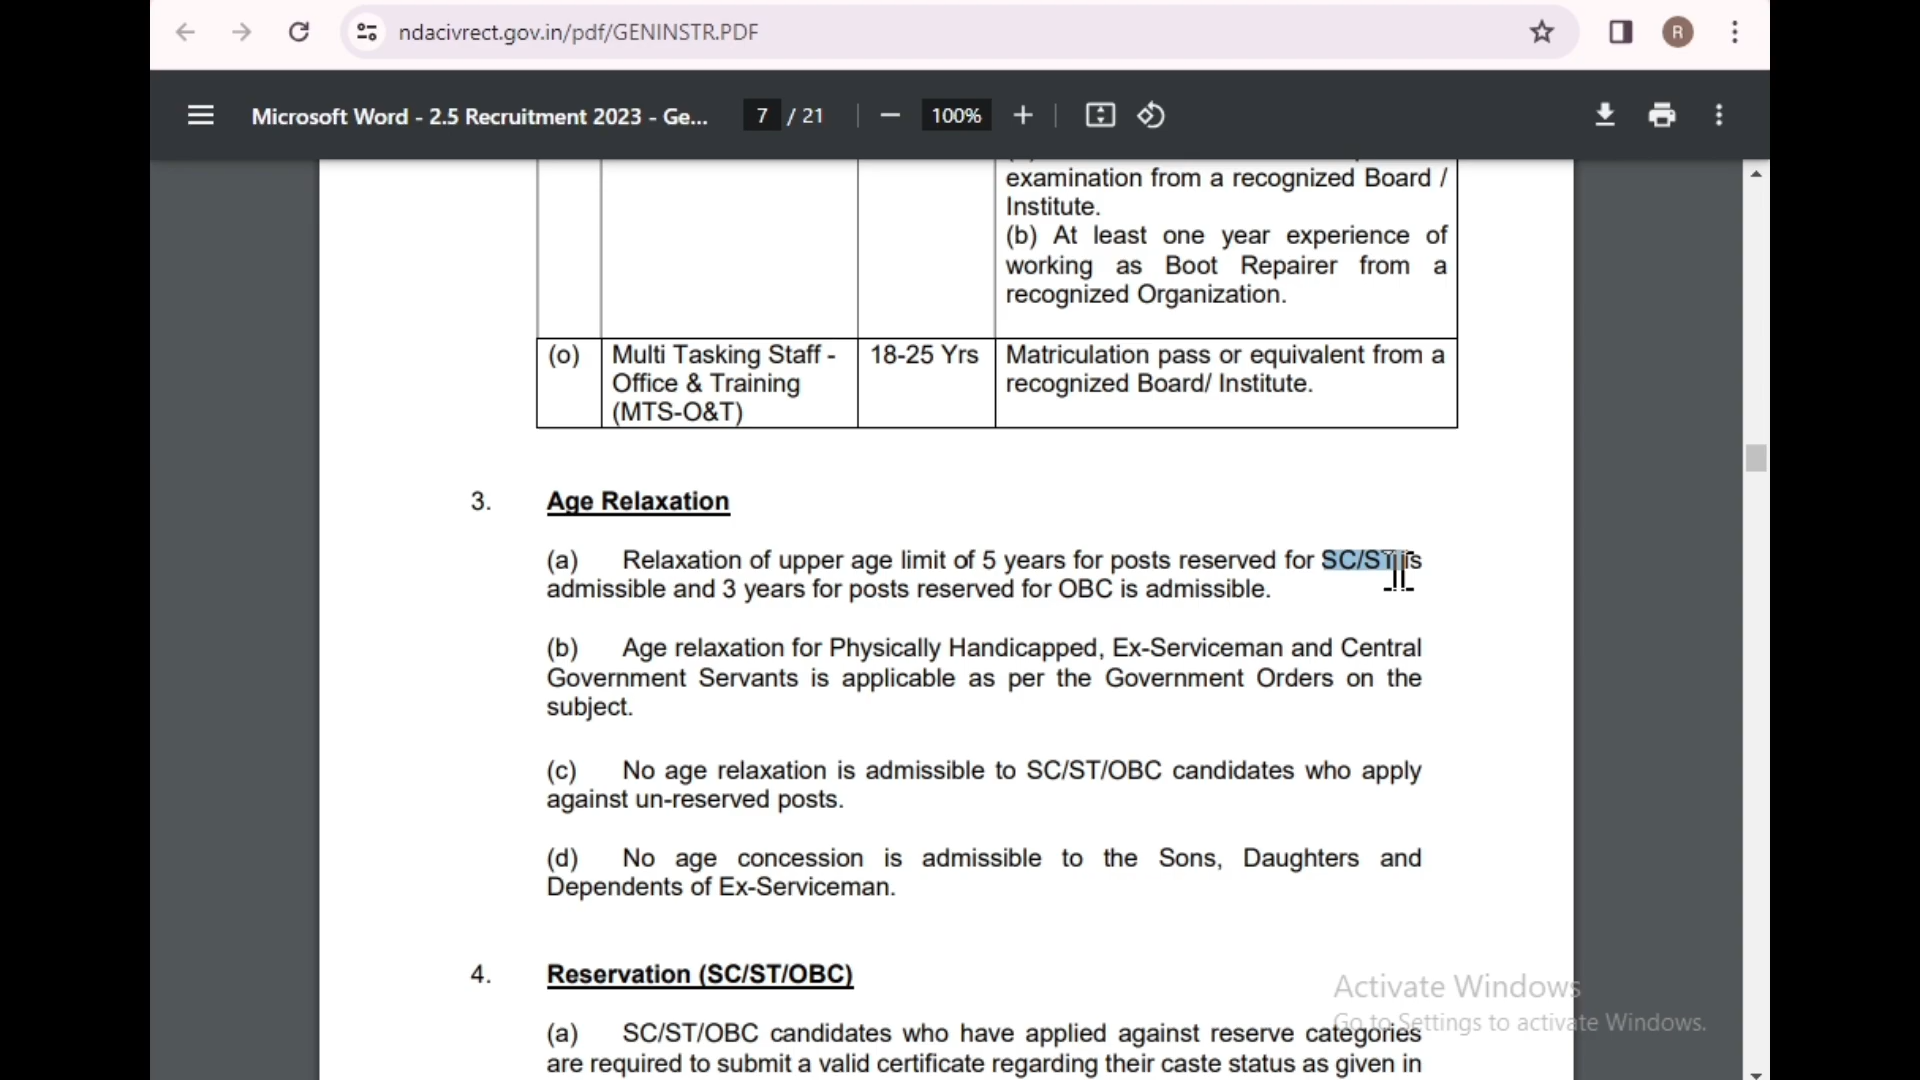 ndacivrect.gov.in/pdf/GENINSTR.PDF
R
Microsoft Word - 2.5 Recruitment 2023 - Ge...
7 / 21
100%
examination from a recognized Board /
Institute.
(b) At least one year experience of
working as Boot Repairer from a
recognized Organization.
(o) Multi Tasking Staff - 18-25 Yrs Matriculation pass or equivalent from a
Office & Training recognized Board/ Institute.
(MTS-O&T)
3. Age Relaxation
(a) Relaxation of upper age limit of 5 years for posts reserved for SC/ST is
admissible and 3 years for posts reserved for OBC is admissible.
(b) Age relaxation for Physically Handicapped, Ex-Serviceman and Central
Government Servants is applicable as per the Government Orders on the
subject.
(c) No age relaxation is admissible to SC/ST/OBC candidates who apply
against un-reserved posts.
(d) No age concession is admissible to the Sons, Daughters and
Dependents of Ex-Serviceman.
4. Reservation (SC/ST/OBC)
(a) SC/ST/OBC candidates who have applied against reserve categories
are required to submit a valid certificate regarding their caste status as given in
Activate Windows
Go to Settings to activate Windows.